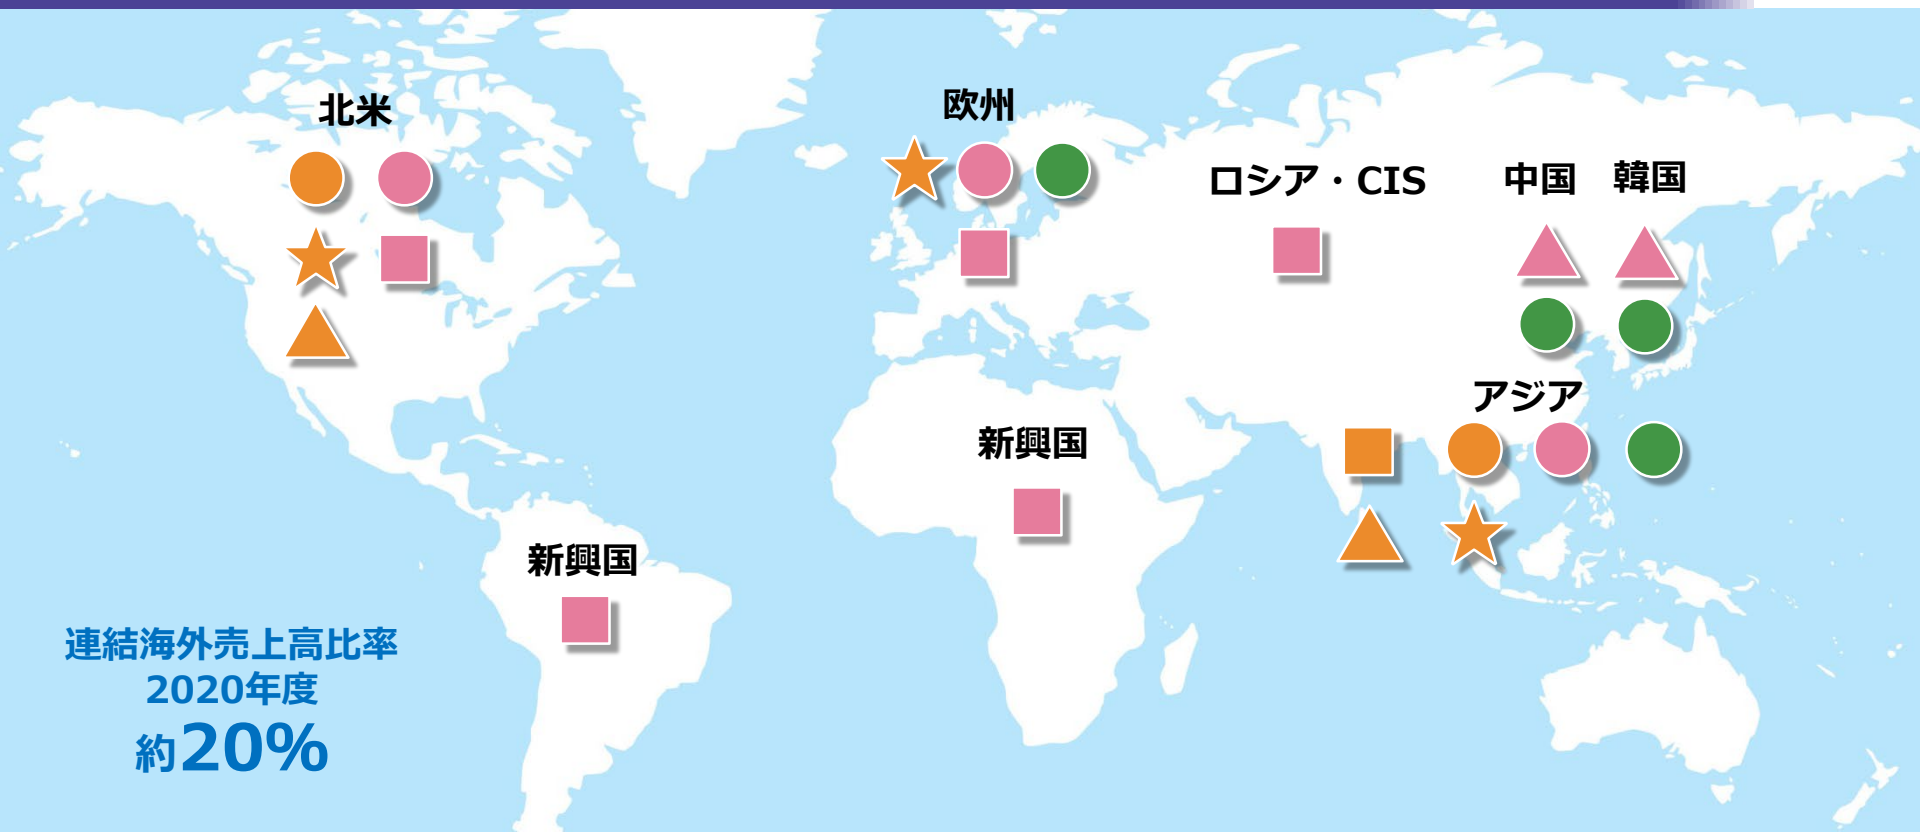 北米
欧州
ロシア・CIS
中国
韓国
アジア
新興国
新興国
連結海外売上高比率
2020年度
約20%